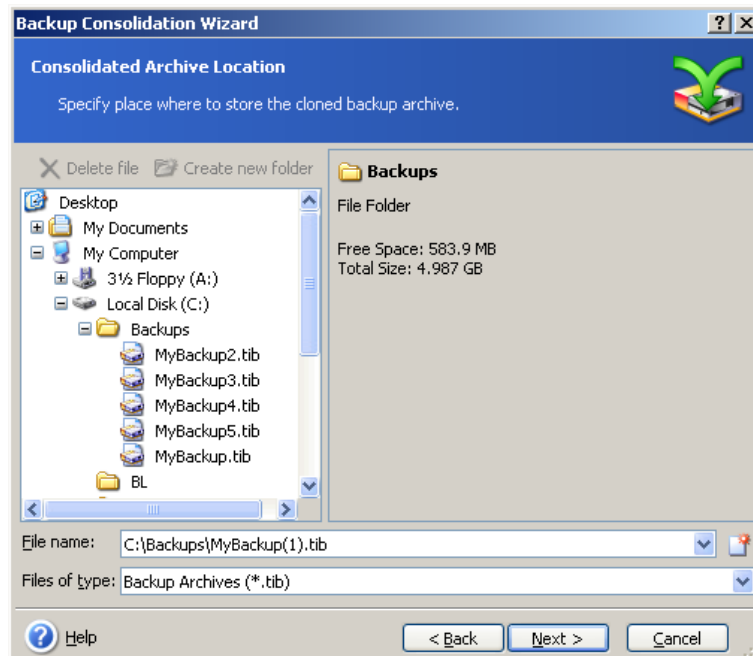 Backup Consolidation Wizard
Consolidated Archive Location
Specify place where to store the cloned backup archive.
Delete file Create new folder
Desktop
My Documents
My Computer
3½ Floppy (A:)
Local Disk (C:)
Backups
MyBackup2.tib
MyBackup3.tib
MyBackup4.tib
MyBackup5.tib
MyBackup.tib
BL
Backups
File Folder
Free Space: 583.9 MB
Total Size: 4.987 GB
File name: C:\Backups\MyBackup(1).tib
Files of type: Backup Archives (*.tib)
Help < Back Next > Cancel